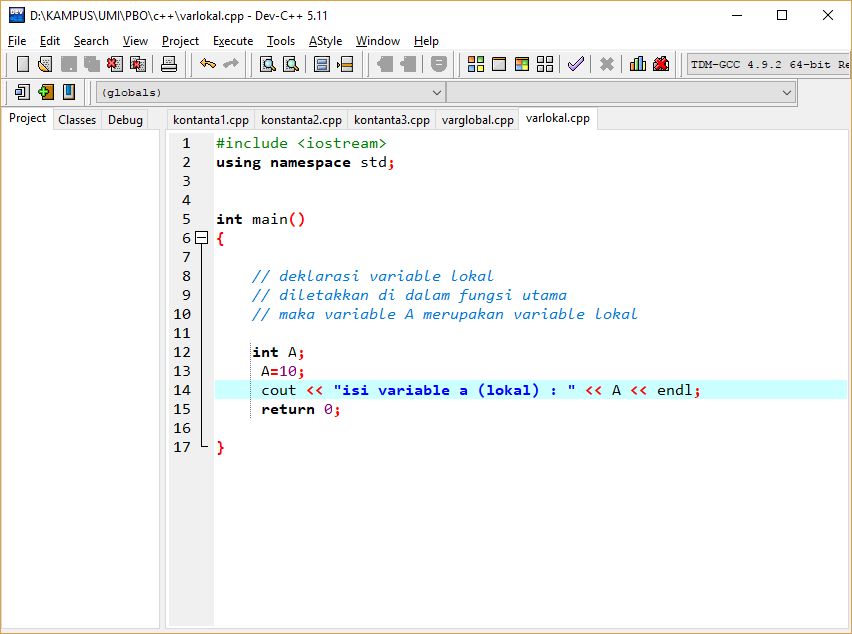 D:\KAMPUS\UMI\PBO\c++\varlokal.cpp - Dev-C++ 5.11
File Edit Search View Project Execute Tools AStyle Window Help
TDM-GCC 4.9.2 64-bit Re
(globals)
Project Classes Debug kontanta1.cpp konstanta2.cpp kontanta3.cpp varglobal.cpp varlokal.cpp
1 #include <iostream>
2 using namespace std;
3
4
5 int main()
6 {
7
8 // deklarasi variable lokal
9 // diletakkan di dalam fungsi utama
10 // maka variable A merupakan variable lokal
11
12 int A;
13 A=10;
14 cout << "isi variable a (lokal) : " << A << endl;
15 return 0;
16
17 }